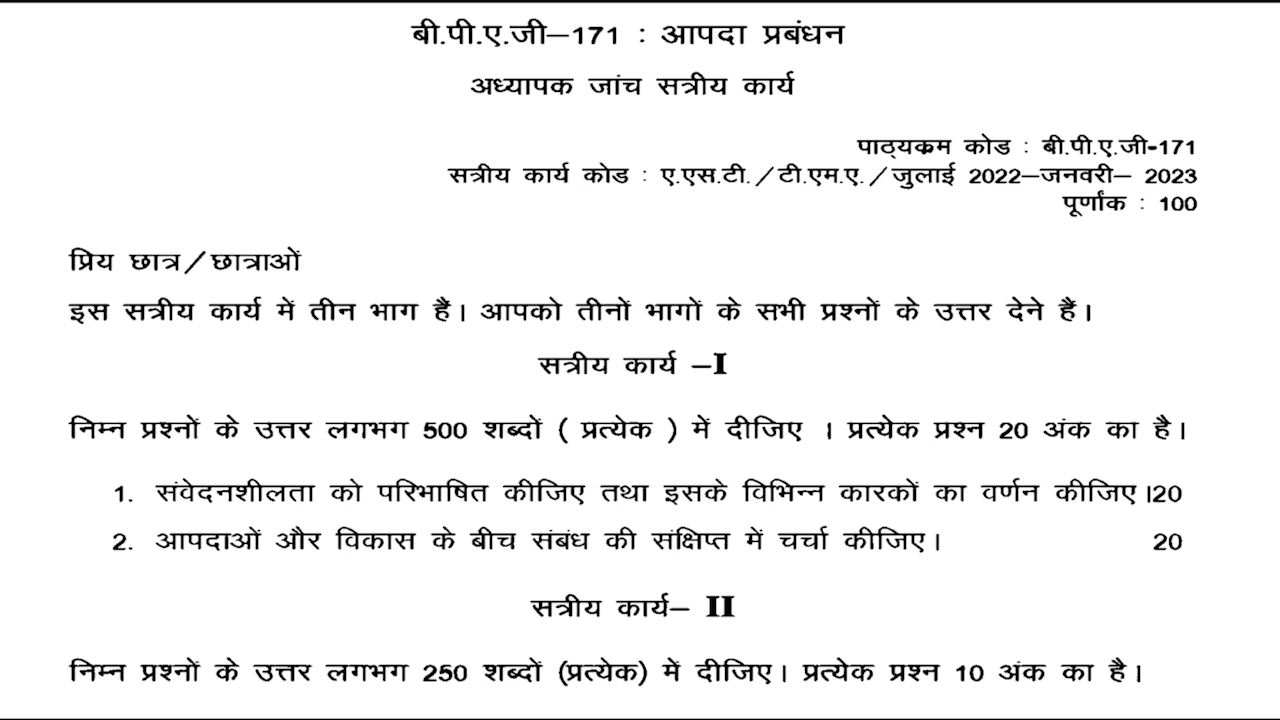 बी.पी.ए.जी–171 : आपदा प्रबंधन
अध्यापक जांच सत्रीय कार्य
पाठ्यक्रम कोड : बी.पी.ए.जी-171
सत्रीय कार्य कोड : ए.एस.टी. /टी.एम.ए. /जुलाई 2022–जनवरी– 2023
पूर्णांक : 100
प्रिय छात्र/छात्राओं
इस सत्रीय कार्य में तीन भाग हैं। आपको तीनों भागों के सभी प्रश्नों के उत्तर देने हैं।
सत्रीय कार्य –I
निम्न प्रश्नों के उत्तर लगभग 500 शब्दों ( प्रत्येक ) में दीजिए । प्रत्येक प्रश्न 20 अंक का है।
1. संवेदनशीलता को परिभाषित कीजिए तथा इसके विभिन्न कारकों का वर्णन कीजिए।20
2. आपदाओं और विकास के बीच संबंध की संक्षिप्त में चर्चा कीजिए। 20
सत्रीय कार्य– II
निम्न प्रश्नों के उत्तर लगभग 250 शब्दों (प्रत्येक) में दीजिए। प्रत्येक प्रश्न 10 अंक का है।